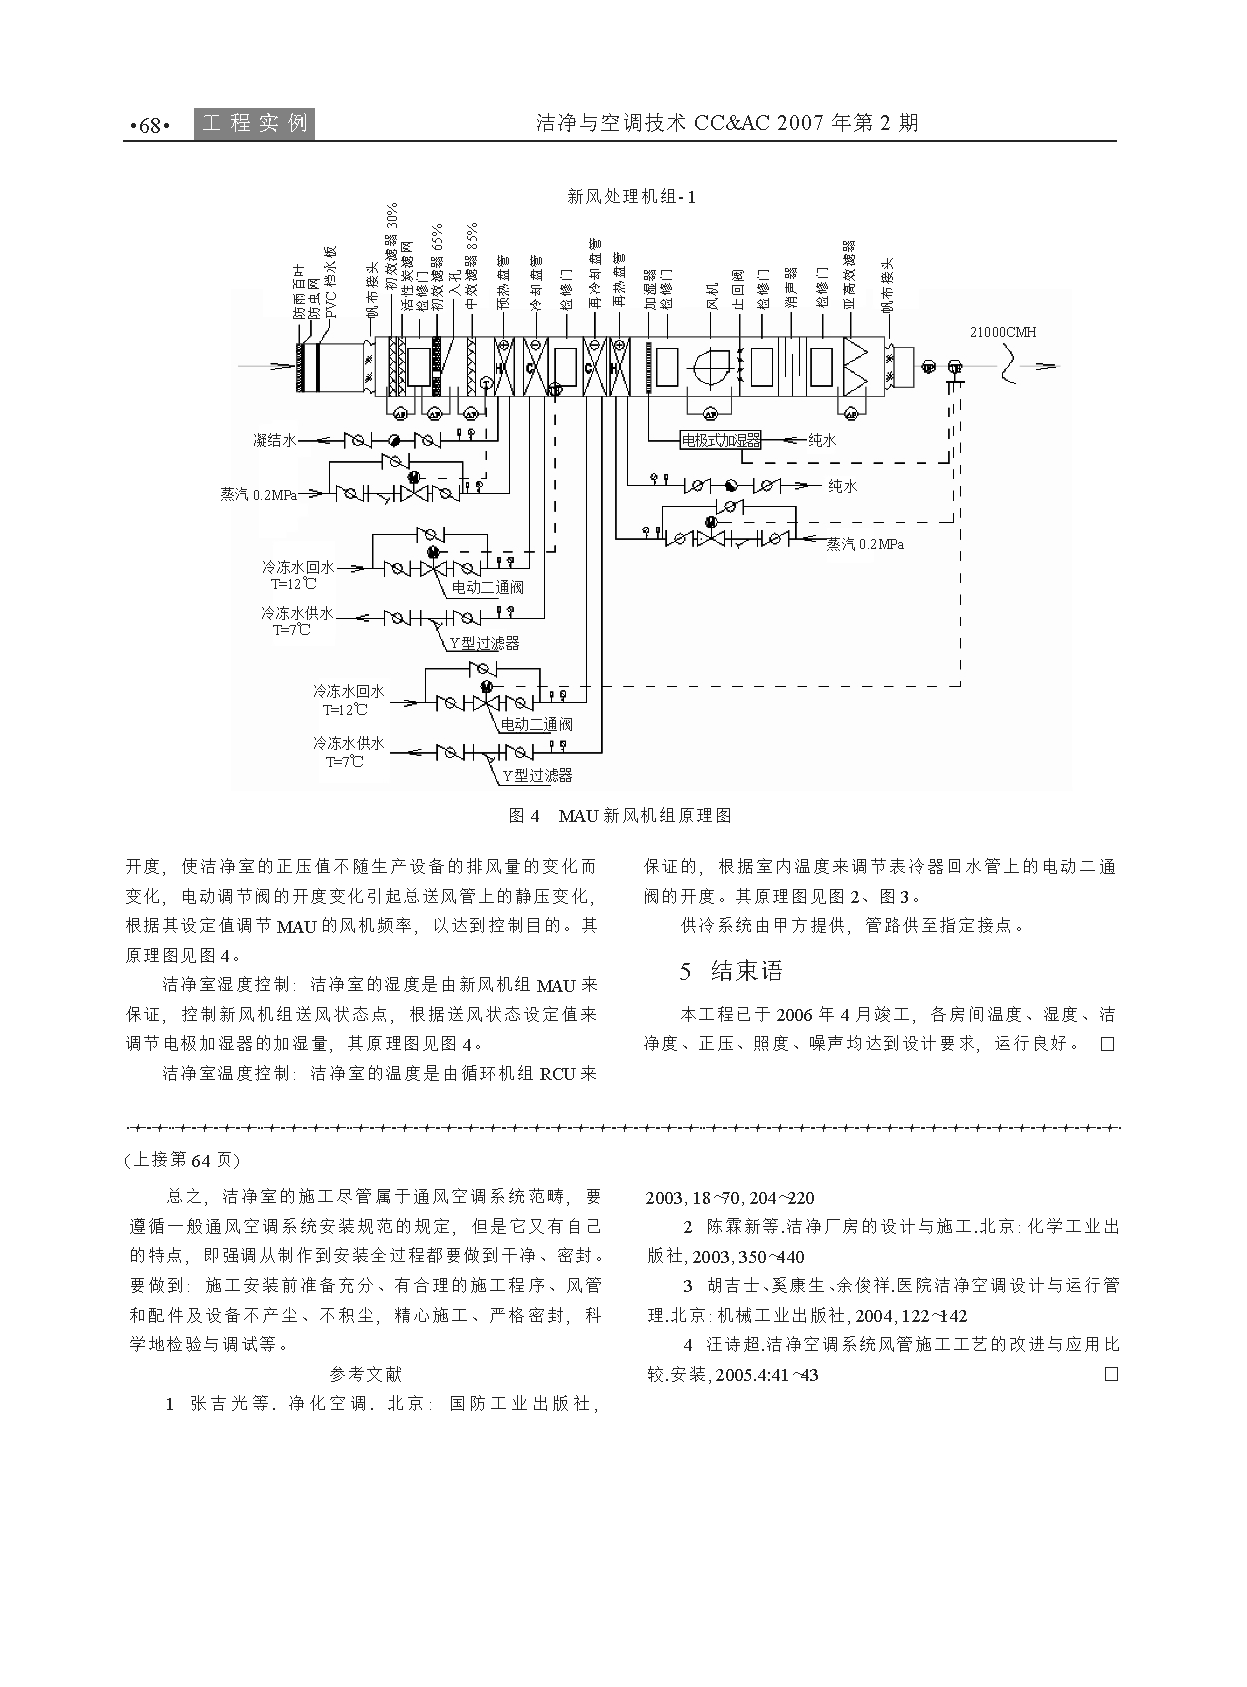 ·68· 工程实例 洁净与空调技术 CC&AC 2007 年第 2 期
新风处理机组-1
防雨百叶
防虫网
PVC 档水板
帆布接头
初效滤器 30%
活性炭滤网
检修门
初效滤器 65%
入孔
中效滤器 85%
预热盘管
冷却盘管
检修门
再冷却盘管
再热盘管
加湿器
检修门
风机
止回阀
检修门
消声器
检修门
亚高效滤器
帆布接头
21000CMH
凝结水
电极式加湿器
纯水
蒸汽 0.2MPa
纯水
蒸汽 0.2MPa
冷冻水回水
T=12℃
电动二通阀
冷冻水供水
T=7℃
Y型过滤器
冷冻水回水
T=12℃
电动二通阀
冷冻水供水
T=7℃
Y型过滤器
图 4 MAU 新风机组原理图
开度，使洁净室的正压值不随生产设备的排风量的变化而
变化，电动调节阀的开度变化引起总送风管上的静压变化，
根据其设定值调节 MAU 的风机频率，以达到控制目的。其
原理图见图 4。
洁净室湿度控制：洁净室的湿度是由新风机组 MAU 来
保证，控制新风机组送风状态点，根据送风状态设定值来
调节电极加湿器的加湿量，其原理图见图 4。
洁净室温度控制：洁净室的温度是由循环机组 RCU 来
保证的，根据室内温度来调节表冷器回水管上的电动二通
阀的开度。其原理图见图 2、图 3。
供冷系统由甲方提供，管路供至指定接点。
5 结束语
本工程已于 2006 年 4 月竣工，各房间温度、湿度、洁
净度、正压、照度、噪声均达到设计要求，运行良好。 □
(上接第 64 页)
总之，洁净室的施工尽管属于通风空调系统范畴，要
遵循一般通风空调系统安装规范的规定，但是它又有自己
的特点，即强调从制作到安装全过程都要做到干净、密封。
要做到：施工安装前准备充分、有合理的施工程序、风管
和配件及设备不产尘、不积尘，精心施工、严格密封，科
学地检验与调试等。
参考文献
1 张吉光等. 净化空调. 北京：国防工业出版社，
2003, 18~70, 204~220
2 陈霖新等.洁净厂房的设计与施工.北京：化学工业出
版社, 2003, 350~440
3 胡吉士、奚康生、余俊祥.医院洁净空调设计与运行管
理.北京：机械工业出版社, 2004, 122~142
4 汪诗超.洁净空调系统风管施工工艺的改进与应用比
较.安装, 2005.4:41~43 □